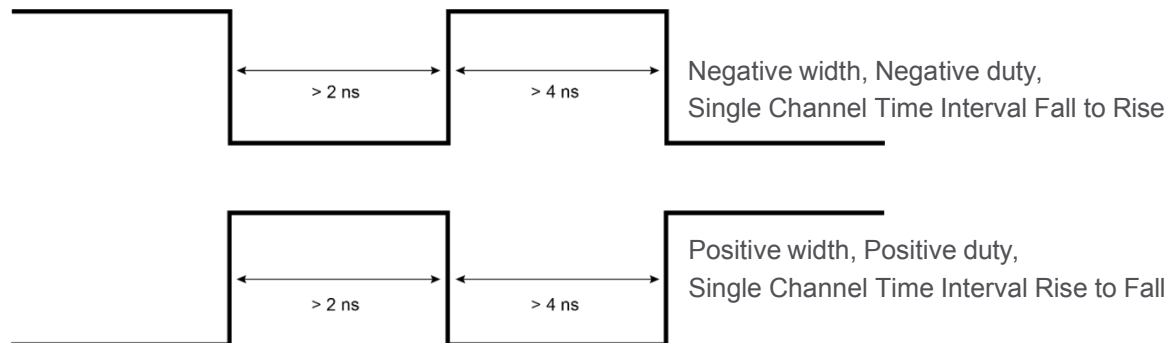 > 2 ns
> 4 ns
Negative width, Negative duty,
Single Channel Time Interval Fall to Rise
> 2 ns
> 4 ns
Positive width, Positive duty,
Single Channel Time Interval Rise to Fall